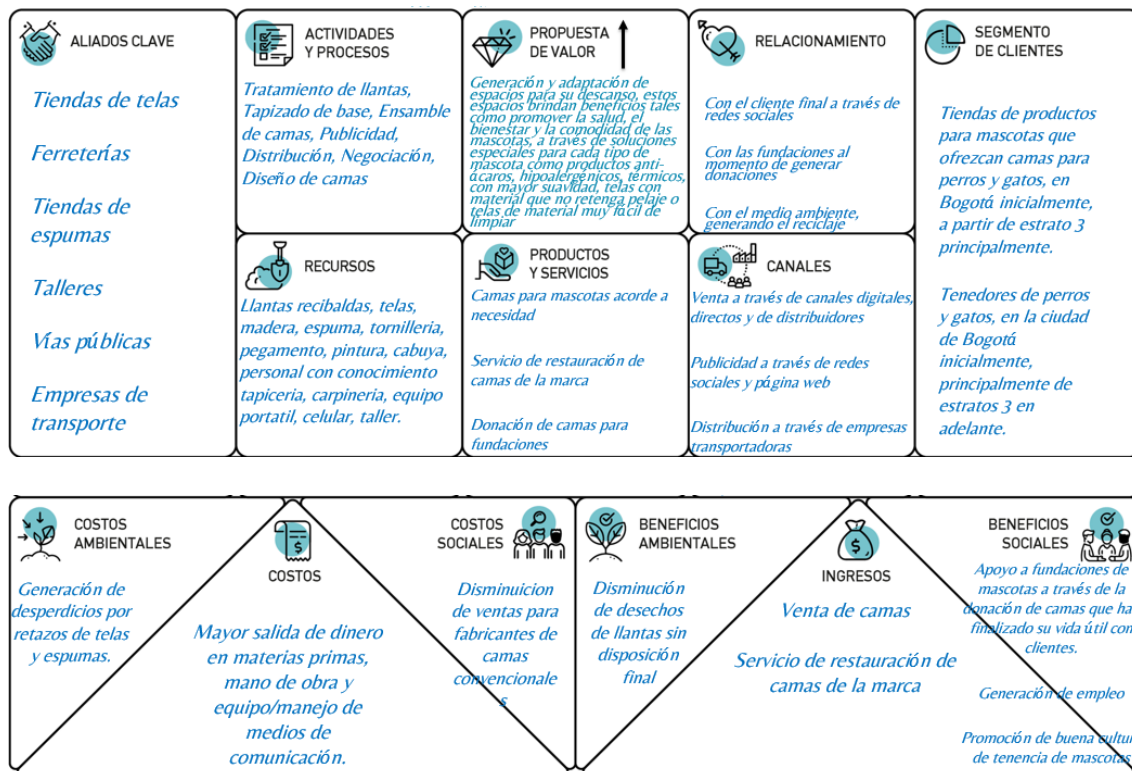 ALIADOS CLAVE
Tiendas de telas
Ferreterías
Tiendas de
espumas
Talleres
Vías públicas
Empresas de
transporte
ACTIVIDADES
Y PROCESOS
Tratamiento de llantas,
Tapizado de base, Ensamble
de camas, Publicidad,
Distribución, Negociación,
Diseño de camas
RECURSOS
Llantas recibaldas, telas,
madera, espuma, tornilleria,
pegamento, pintura, cabuya,
personal con conocimiento
tapiceria, carpineria, equipo
portatil, celular, taller.
PROPUESTA
DE VALOR
Generación y adaptación de
espacios para su descanso, estos
espacios brindan beneficios tales
como promover la salud, el
bienestar y la comodidad de las
mascotas, a través de soluciones
especiales para cada tipo de
mascota como productos anti-
ácaros, hipoalergénicos, térmicos,
con mayor suavidad, telas con
material que no retenga pelaje o
telas de material muy fácil de
limpiar
PRODUCTOS
Y SERVICIOS
Camas para mascotas acorde a
necesidad
Servicio de restauración de
camas de la marca
Donación de camas para
fundaciones
RELACIONAMIENTO
Con el cliente final a través de
redes sociales
Con las fundaciones al
momento de generar
donaciones
Con el medio ambiente,
generando el reciclaje
CANALES
Venta a través de canales digitales,
directos y de distribuidores
Publicidad a través de redes
sociales y página web
Distribución a través de empresas
transportadoras
SEGMENTO
DE CLIENTES
Tiendas de productos
para mascotas que
ofrezcan camas para
perros y gatos, en
Bogotá inicialmente,
a partir de estrato 3
principalmente.
Tenedores de perros
y gatos, en la ciudad
de Bogotá
inicialmente,
principalmente de
estratos 3 en
adelante.
COSTOS
AMBIENTALES
Generación de
desperdicios por
retazos de telas
y espumas.
COSTOS
Mayor salida de dinero
en materias primas,
mano de obra y
equipo/manejo de
medios de
comunicación.
COSTOS
SOCIALES
Disminuicion
de ventas para
fabricantes de
camas
convencionale
s
BENEFICIOS
AMBIENTALES
Disminución
de desechos
de llantas sin
disposición
final
INGRESOS
Venta de camas
Servicio de restauración de
camas de la marca
BENEFICIOS
SOCIALES
Apoyo a fundaciones de
mascotas a través de la
donación de camas que ha
finalizado su vida útil con
clientes.
Generación de empleo
Promoción de buena cultur
de tenencia de mascotas